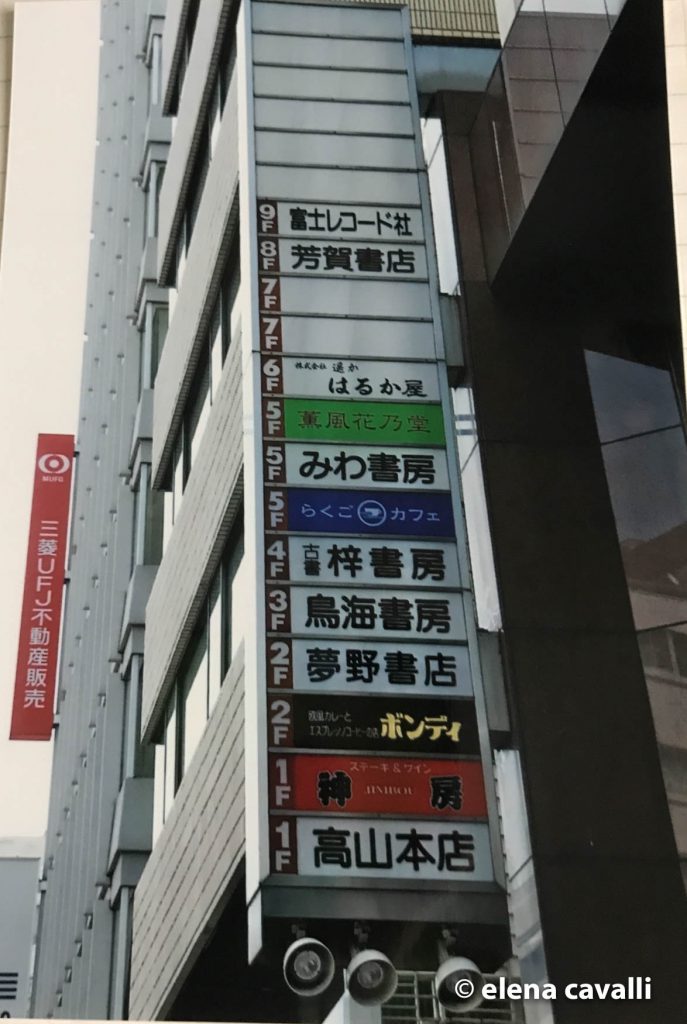 9F 富士レコード社
8F 芳賀書店
7F
7F
6F 株式会社 遥か
はるか屋
5F 薫風花乃堂
5F みわ書房
5F らくご カフェ
4F 古書 梓書房
3F 鳥海書房
2F 夢野書店
2F 欧風カレーと
エスプレッソコーヒーの店 ボンディ
1F ステーキ&ワイン
神 JIMBOU 房
1F 高山本店
MUFG
三菱UFJ不動産販売
© elena cavalli